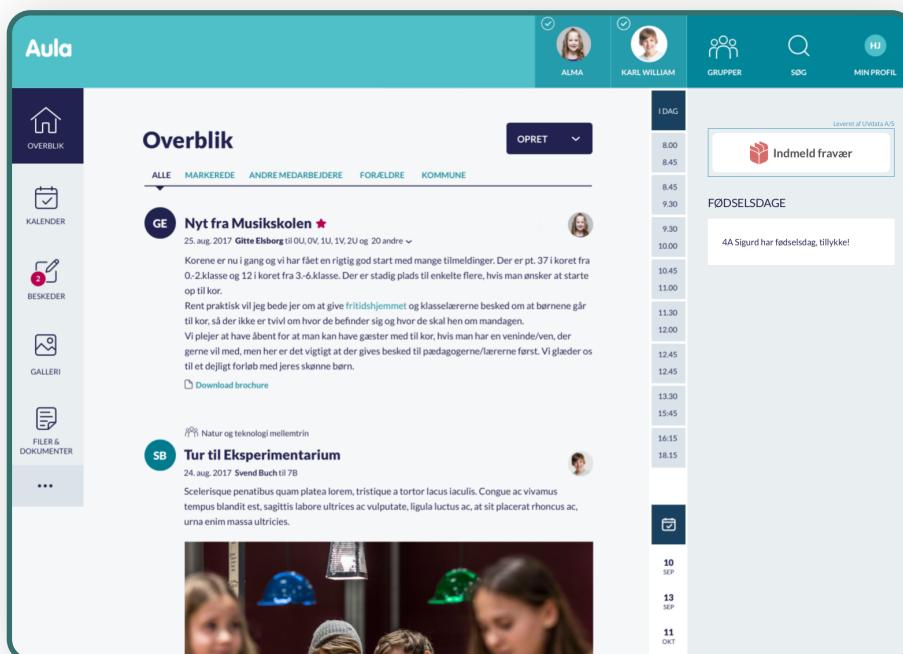 Aula
ALMA
KARL WILLIAM
GRUPPER
SØG
HJ
MIN PROFIL
OVERBLIK
KALENDER
2
BESKEDER
GALLERI
FILER &
DOKUMENTER
Overblik
OPRET
ALLE MARKEREDE ANDRE MEDARBEJDERE FORÆLDRE KOMMUNE
GE
Nyt fra Musikskolen
25. aug. 2017 Gitte Elsborg til 0U, 0V, 1U, 1V, 2U og 20 andre
Korene er nu i gang og vi har fået en rigtig god start med mange tilmeldinger. Der er pt. 37 i koret fra
0.-2.klasse og 12 i koret fra 3.-6.klasse. Der er stadig plads til enkelte flere, hvis man ønsker at starte
op til kor.
Rent praktisk vil jeg bede jer om at give fritidshjemmet og klasselærerne besked om at børnene går
til kor, så der ikke er tvivl om hvor de befinder sig og hvor de skal hen om mandagen.
Vi plejer at have åbent for at man kan have gæster med til kor, hvis man har en veninde/ven, der
gerne vil med, men her er det vigtigt at der gives besked til pædagogerne/lærerne først. Vi glæder os
til et dejligt forløb med jeres skønne børn.
Download brochure
Natur og teknologi mellemtrin
SB
Tur til Eksperimentarium
24. aug. 2017 Svend Buch til 7B
Scelerisque penatibus quam platea lorem, tristique a tortor lacus iaculis. Congue ac vivamus
tempus blandit est, sagittis labore ultrices ac vulputate, ligula luctus ac, at sit placerat rhoncus ac,
urna enim massa ultricies.
I DAG
8.00
8.45
8.45
9.30
9.30
10.00
10.45
11.00
11.30
12.00
12.45
12.45
13.30
15:45
16:15
18.15
10
SEP
13
SEP
11
OKT
Leveret af UVdata A/S
Indmeld fravær
FØDSELSDAGE
4A Sigurd har fødselsdag, tillykke!